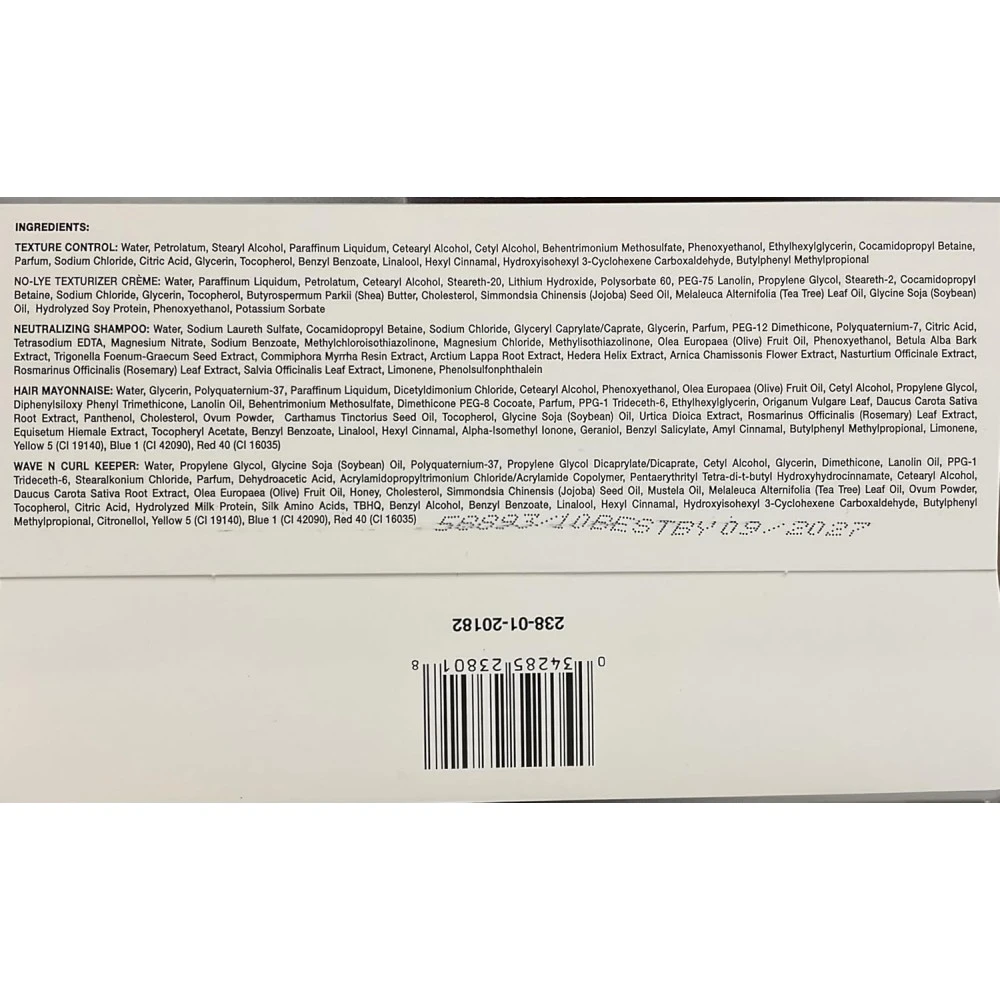 INGREDIENTS:
TEXTURE CONTROL: Water, Petrolatum, Stearyl Alcohol, Paraffinum Liquidum, Cetearyl Alcohol, Cetyl Alcohol, Behentrimonium Methosulfate, Phenoxyethanol, Ethylhexylglycerin, Cocamidopropyl Betaine,
Parfum, Sodium Chloride, Citric Acid, Glycerin, Tocopherol, Benzyl Benzoate, Linalool, Hexyl Cinnamal, Hydroxyisohexyl 3-Cyclohexene Carboxaldehyde, Butylphenyl Methylpropional
NO-LYE TEXTURIZER CRÈME: Water, Paraffinum Liquidum, Petrolatum, Cetearyl Alcohol, Steareth-20, Lithium Hydroxide, Polysorbate 60, PEG-75 Lanolin, Propylene Glycol, Steareth-2, Cocamidopropyl
Betaine, Sodium Chloride, Glycerin, Tocopherol, Butyrospermum Parkii (Shea) Butter, Cholesterol, Simmondsia Chinensis (Jojoba) Seed Oil, Melaleuca Alternifolia (Tea Tree) Leaf Oil, Glycine Soja (Soybean)
Oil, Hydrolyzed Soy Protein, Phenoxyethanol, Potassium Sorbate
NEUTRALIZING SHAMPOO: Water, Sodium Laureth Sulfate, Cocamidopropyl Betaine, Sodium Chloride, Glyceryl Caprylate/Caprate, Glycerin, Parfum, PEG-12 Dimethicone, Polyquaternium-7, Citric Acid,
Tetrasodium EDTA, Magnesium Nitrate, Sodium Benzoate, Methylchloroisothiazolinone, Magnesium Chloride, Methylisothiazolinone, Olea Europaea (Olive) Fruit Oil, Phenoxyethanol, Betula Alba Bark
Extract, Trigonella Foenum-Graecum Seed Extract, Commiphora Myrrha Resin Extract, Arctium Lappa Root Extract, Hedera Helix Extract, Arnica Chamissonis Flower Extract, Nasturtium Officinale Extract,
Rosmarinus Officinalis (Rosemary) Leaf Extract, Salvia Officinalis Leaf Extract, Limonene, Phenolsulfonphthalein
HAIR MAYONNAISE: Water, Glycerin, Polyquaternium-37, Paraffinum Liquidum, Dicetyldimonium Chloride, Cetearyl Alcohol, Phenoxyethanol, Olea Europaea (Olive) Fruit Oil, Cetyl Alcohol, Propylene Glycol,
Diphenylsiloxy Phenyl Trimethicone, Lanolin Oil, Behentrimonium Methosulfate, Dimethicone PEG-8 Cocoate, Parfum, PPG-1 Trideceth-6, Ethylhexylglycerin, Origanum Vulgare Leaf, Daucus Carota Sativa
Root Extract, Panthenol, Cholesterol, Ovum Powder, Carthamus Tinctorius Seed Oil, Tocopherol, Glycine Soja (Soybean) Oil, Urtica Dioica Extract, Rosmarinus Officinalis (Rosemary) Leaf Extract,
Equisetum Hiemale Extract, Tocopheryl Acetate, Benzyl Benzoate, Linalool, Hexyl Cinnamal, Alpha-Isomethyl Ionone, Geraniol, Benzyl Salicylate, Amyl Cinnamal, Butylphenyl Methylpropional, Limonene,
Yellow 5 (CI 19140), Blue 1 (CI 42090), Red 40 (CI 16035)
WAVE N CURL KEEPER: Water, Propylene Glycol, Glycine Soja (Soybean) Oil, Polyquaternium-37, Propylene Glycol Dicaprylate/Dicaprate, Cetyl Alcohol, Glycerin, Dimethicone, Lanolin Oil, PPG-1
Trideceth-6, Stearalkonium Chloride, Parfum, Dehydroacetic Acid, Acrylamidopropyltrimonium Chloride/Acrylamide Copolymer, Pentaerythrityl Tetra-di-t-butyl Hydroxyhydrocinnamate, Cetearyl Alcohol,
Daucus Carota Sativa Root Extract, Olea Europaea (Olive) Fruit Oil, Honey, Cholesterol, Simmondsia Chinensis (Jojoba) Seed Oil, Mustela Oil, Melaleuca Alternifolia (Tea Tree) Leaf Oil, Ovum Powder,
Tocopherol, Citric Acid, Hydrolyzed Milk Protein, Silk Amino Acids, TBHQ, Benzyl Alcohol, Benzyl Benzoate, Linalool, Hexyl Cinnamal, Hydroxyisohexyl 3-Cyclohexene Carboxaldehyde, Butylphenyl
Methylpropional, Citronellol, Yellow 5 (CI 19140), Blue 1 (CI 42090), Red 40 (CI 16035)
58893/10BESTBY 09/2027
238-01-20182
0 34285 23801 8